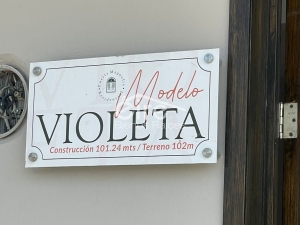 Modelo
VIOLETA
Construcción 101.24 mts / Terreno 102m